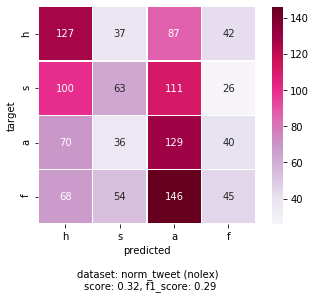 h 127 37 87 42
s 100 63 111 26
a 70 36 129 40
f 68 54 146 45
target
h s a f
predicted
140
120
100
80
60
40
dataset: norm_tweet (nolex)
score: 0.32, f1_score: 0.29